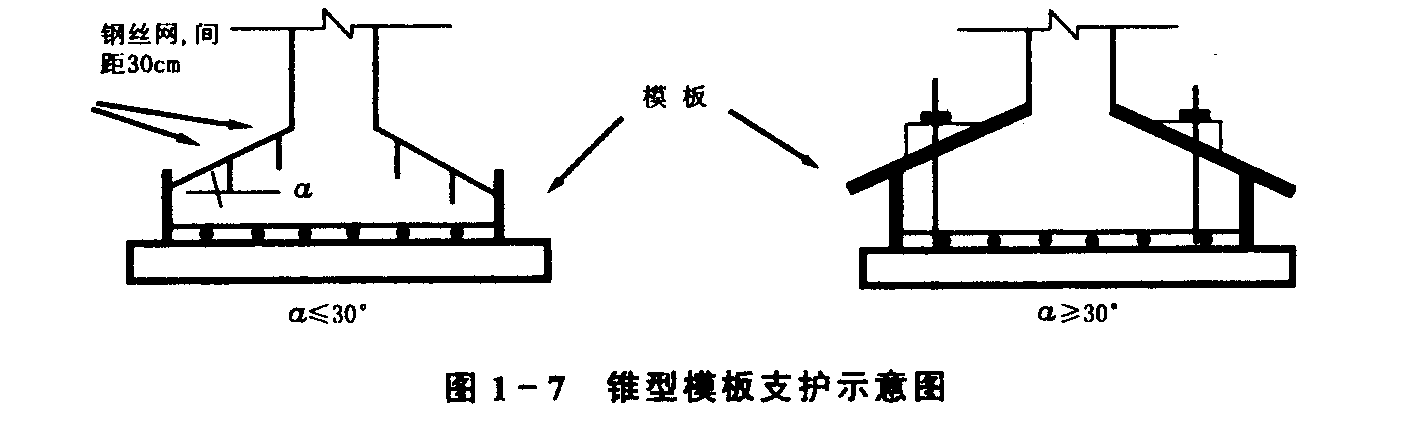 钢丝网,间
距30cm
模 板
α
α≤30°
α≥30°
图 1-7 锥型模板支护示意图